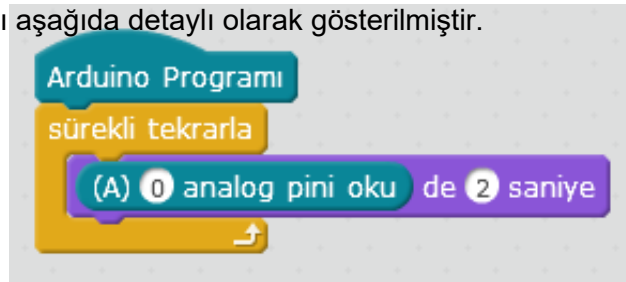 ı aşağıda detaylı olarak gösterilmiştir.
Arduino Programı
sürekli tekrarla
(A) 0 analog pini oku de 2 saniye